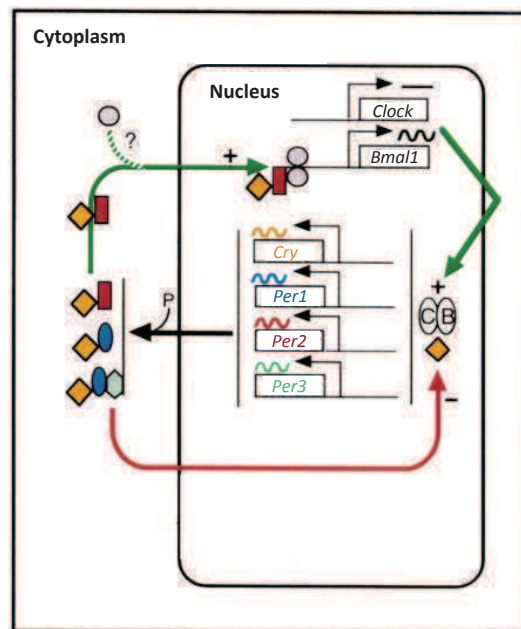 Cytoplasm
Nucleus
Clock
?
+
Bmal1
Cry
Per1
P
+
C B
Per2
Per3
−